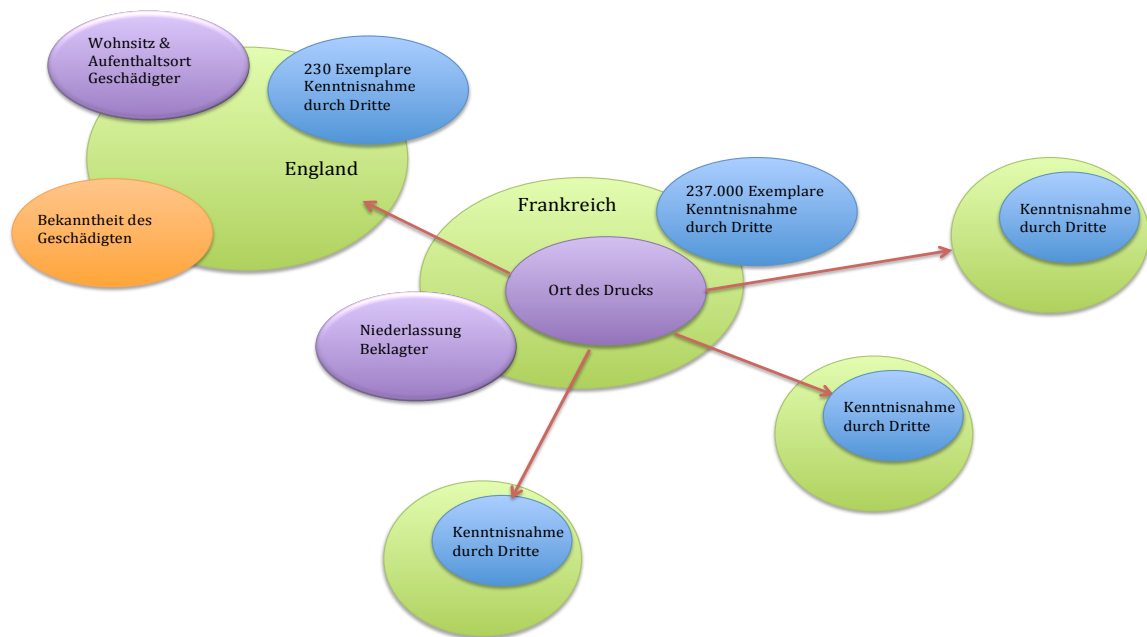 Wohnsitz &
Aufenthaltsort
Geschädigter
230 Exemplare
Kenntnisnahme
durch Dritte
England
Bekanntheit des
Geschädigten
Frankreich
237.000 Exemplare
Kenntnisnahme
durch Dritte
Ort des Drucks
Niederlassung
Beklagter
Kenntnisnahme
durch Dritte
Kenntnisnahme
durch Dritte
Kenntnisnahme
durch Dritte